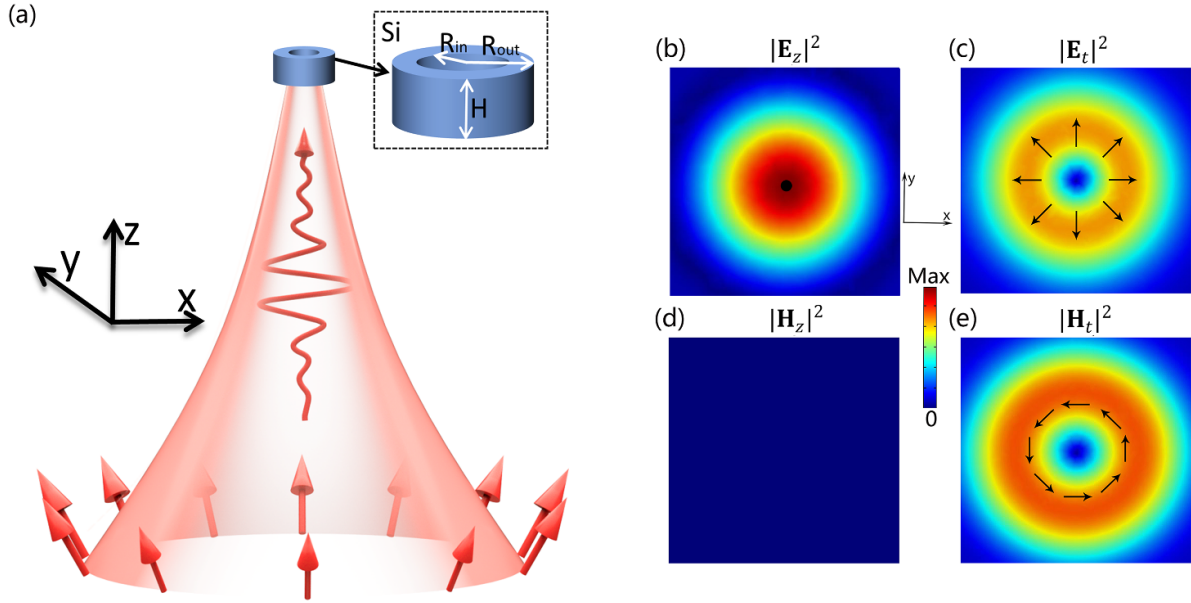 (a)
Si
R_in R_out
H
z
y
x
(b) |E_z|²
(c) |E_t|²
y
x
Max
0
(d) |H_z|²
(e) |H_t|²